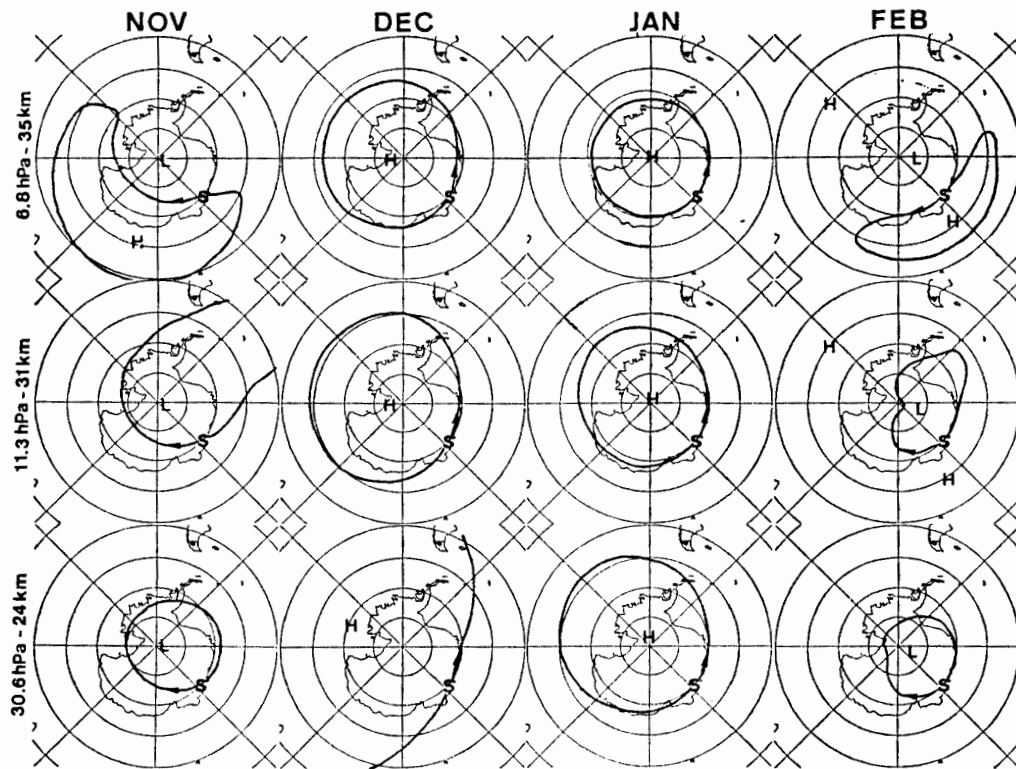 NOV DEC JAN FEB
6.8 hPa - 35 km
L S H H S H S H L S H
11.3 hPa - 31 km
L S H S H S H L S H
30.6 hPa - 24 km
L S H S H S L S